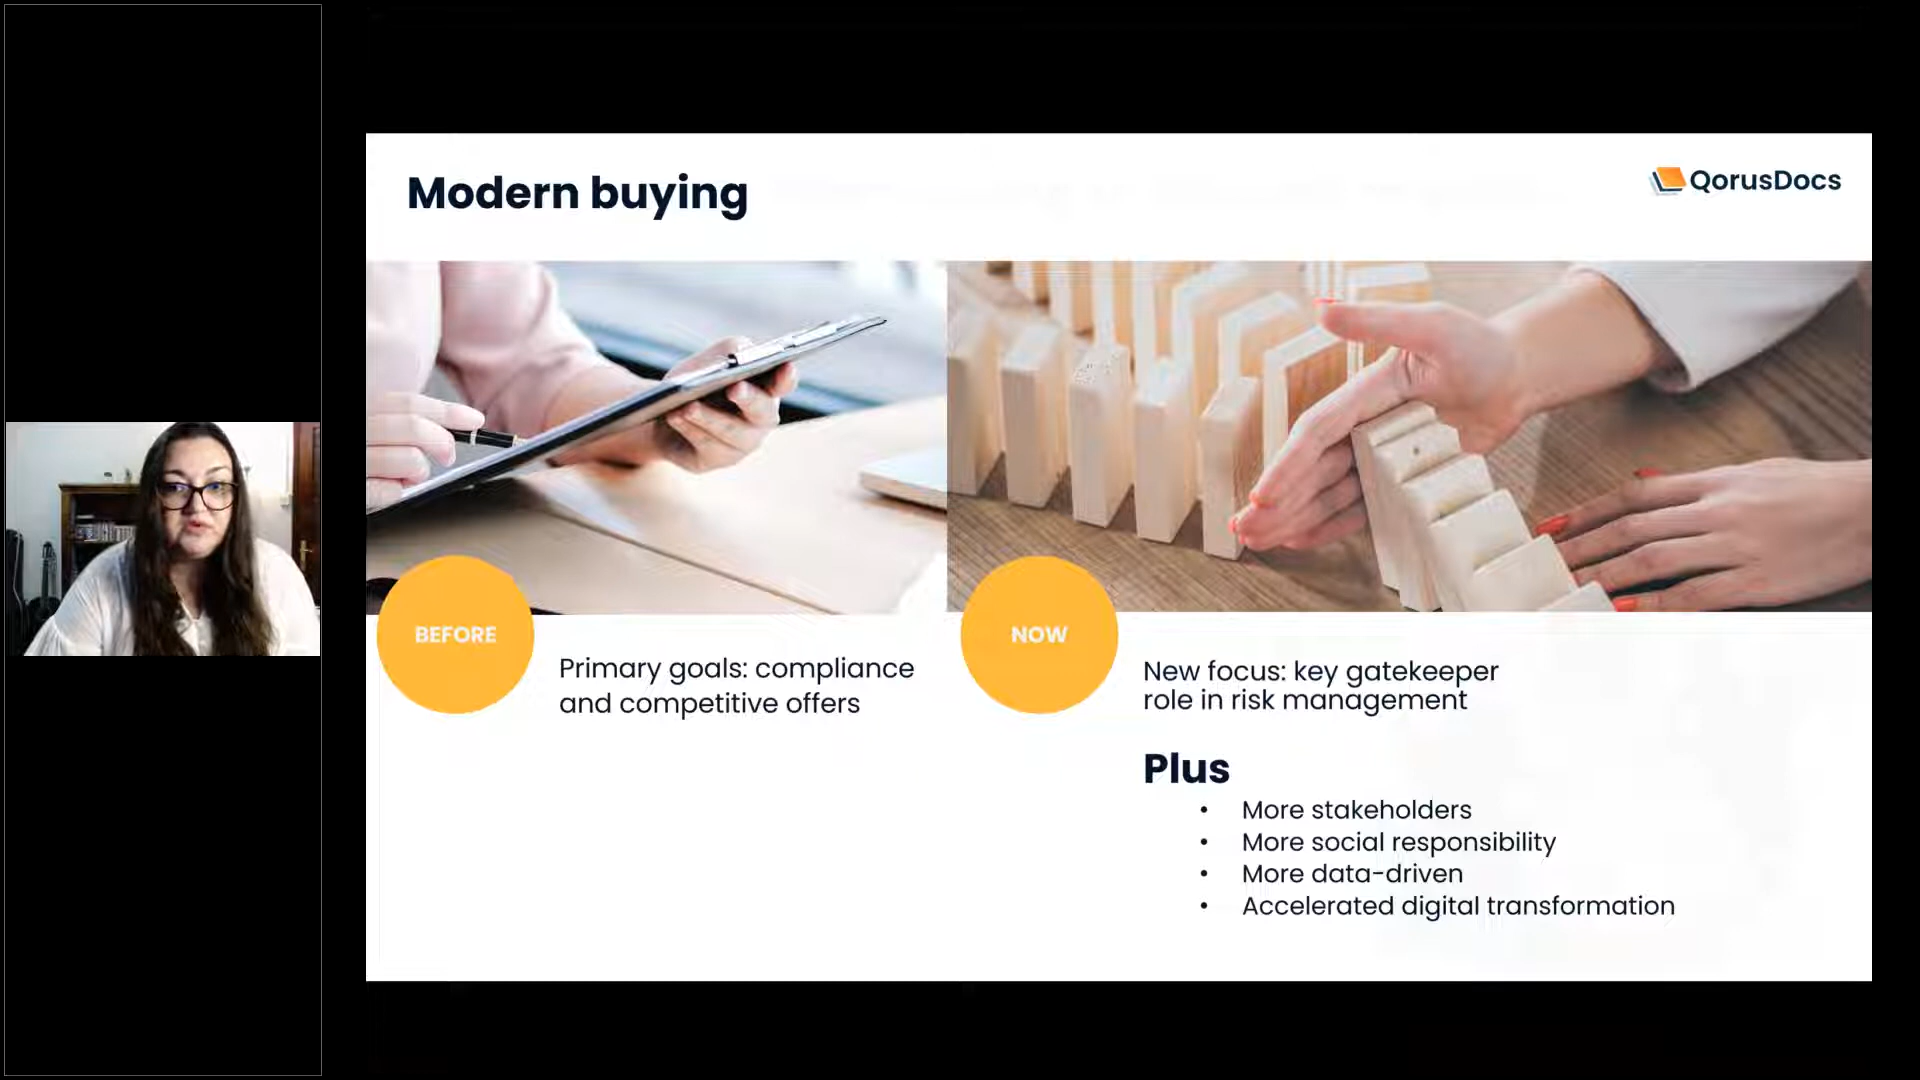 Modern buying
QorusDocs
BEFORE
Primary goals: compliance
and competitive offers
NOW
New focus: key gatekeeper
role in risk management
Plus
• More stakeholders
• More social responsibility
• More data-driven
• Accelerated digital transformation